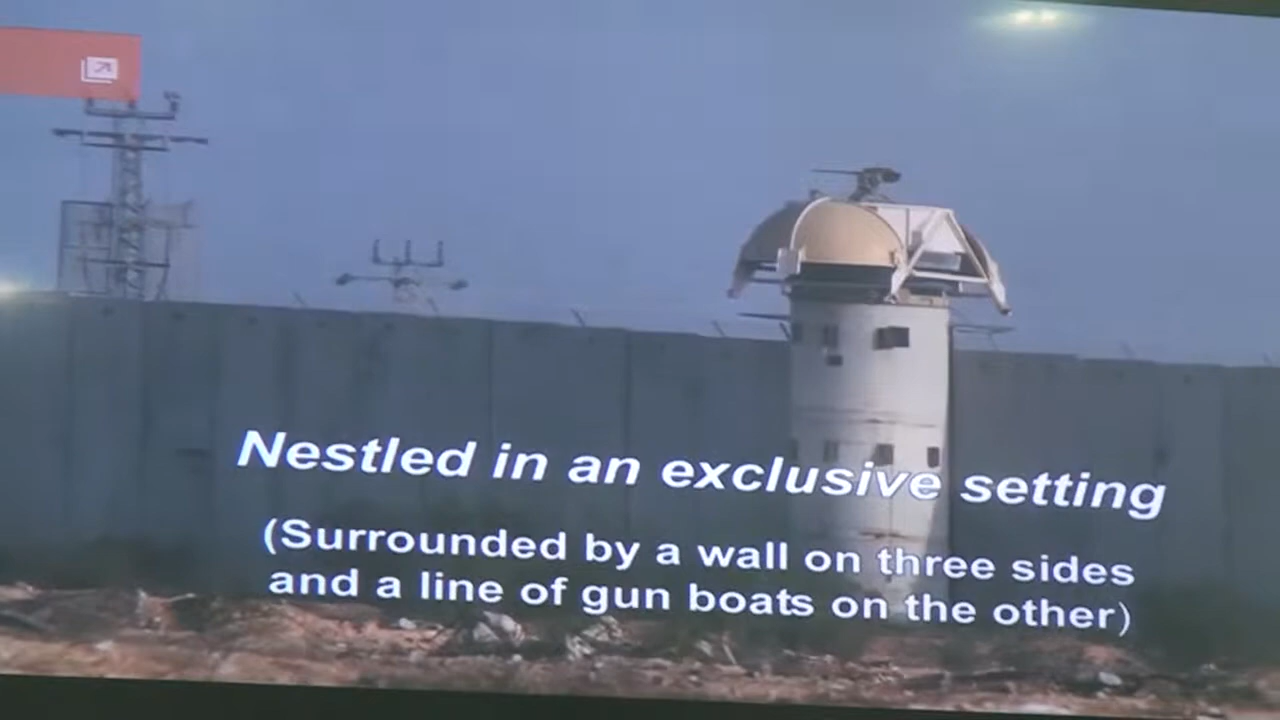 Nestled in an exclusive setting
(Surrounded by a wall on three sides
and a line of gun boats on the other)